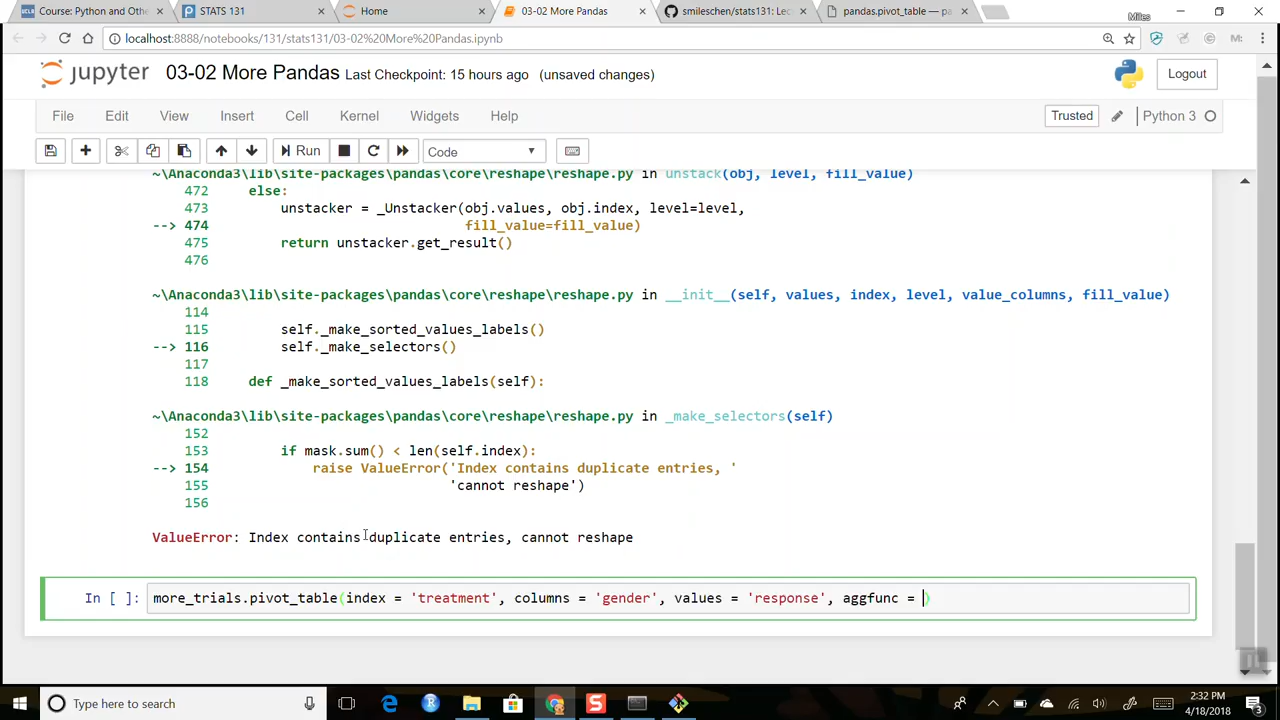 Course: Python and Othe
STATS 131
Home
03-02 More Pandas
smileschen/stats131: Lec
pandas.pivot_table — pa
Miles
localhost:8888/notebooks/131/stats131/03-02%20More%20Pandas.ipynb
jupyter 03-02 More Pandas Last Checkpoint: 15 hours ago (unsaved changes)
Logout
File Edit View Insert Cell Kernel Widgets Help
Trusted
Python 3
Run
Code
~\Anaconda3\lib\site-packages\pandas\core\reshape\reshape.py in unstack(obj, level, fill_value)
472 else:
473 unstacker = _Unstacker(obj.values, obj.index, level=level,
--> 474 fill_value=fill_value)
475 return unstacker.get_result()
476
~\Anaconda3\lib\site-packages\pandas\core\reshape\reshape.py in __init__(self, values, index, level, value_columns, fill_value)
114
115 self._make_sorted_values_labels()
--> 116 self._make_selectors()
117
118 def _make_sorted_values_labels(self):
~\Anaconda3\lib\site-packages\pandas\core\reshape\reshape.py in _make_selectors(self)
152
153 if mask.sum() < len(self.index):
--> 154 raise ValueError('Index contains duplicate entries, '
155 'cannot reshape')
156
ValueError: Index contains duplicate entries, cannot reshape
In [ ]: more_trials.pivot_table(index = 'treatment', columns = 'gender', values = 'response', aggfunc = )
Type here to search
2:32 PM
4/18/2018